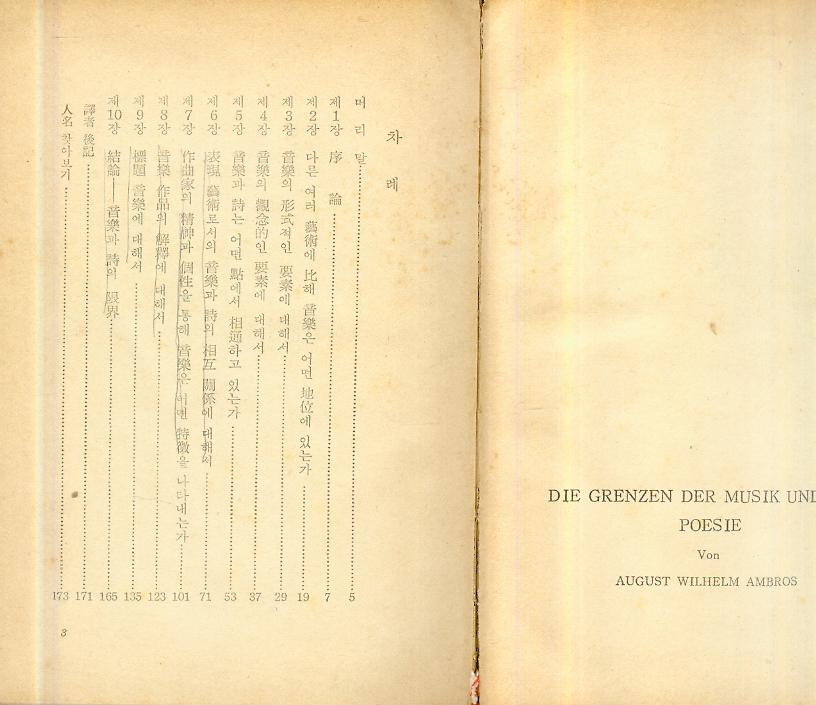 차 례
머 리 말 5
제1장 序 論 7
제2장 다른 여러 藝術에 比해 音樂은 어떤 地位에 있는가 19
제3장 音樂의 形式적인 要素에 대해서 29
제4장 音樂의 觀念的인 要素에 대해서 37
제5장 音樂과 詩는 어떤 點에서 相通하고 있는가 53
제6장 表現 藝術로서의 音樂과 詩의 相互 關係에 대해서 71
제7장 作曲家의 精神과 個性을 통해 音樂은 어떤 特徵을 나타내는가 101
제8장 音樂 作品의 解釋에 대해서 123
제9장 標題 音樂에 대해서 135
제10장 結論── 音樂과 詩의 限界 165
譯者 後記 171
人名 찾아보기 173
3
DIE GRENZEN DER MUSIK UND
POESIE
Von
AUGUST WILHELM AMBROS